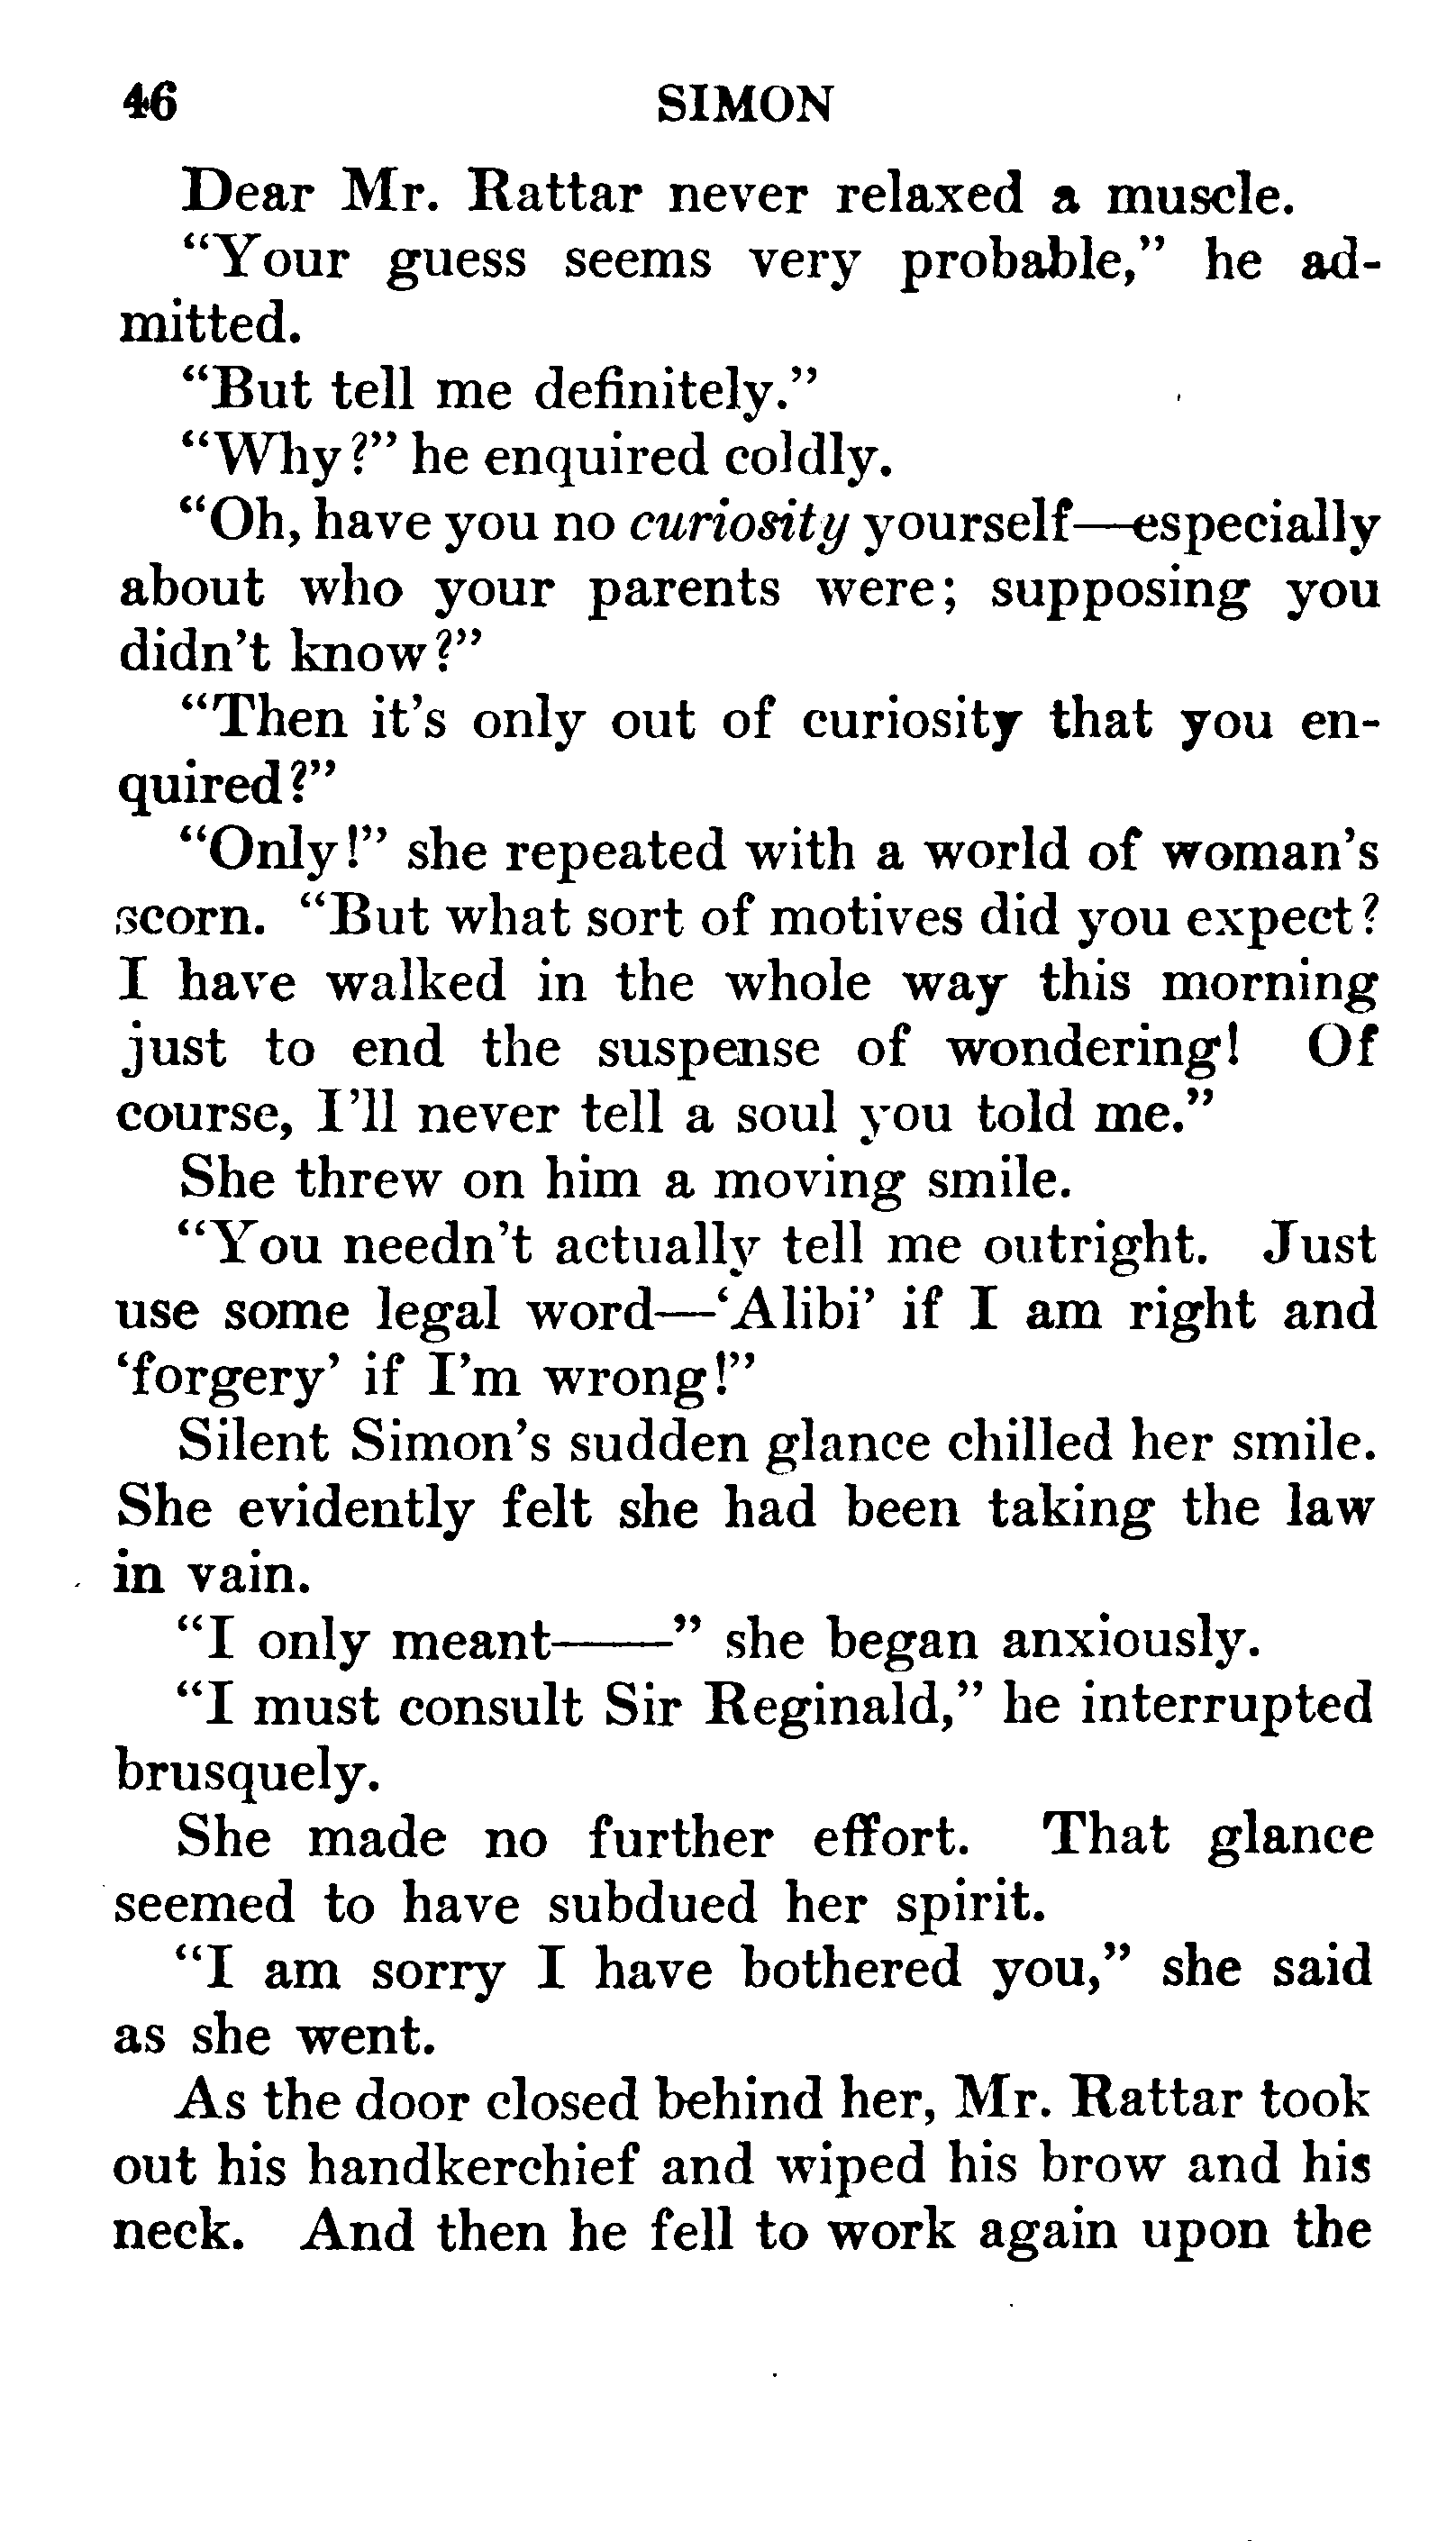 46 SIMON
Dear Mr. Rattar never relaxed a muscle.
“Your guess seems very probable,” he ad-
mitted.
“But tell me definitely.”
“Why?” he enquired coldly.
“Oh, have you no curiosity yourself—especially
about who your parents were; supposing you
didn't know?”
“Then it's only out of curiosity that you en-
quired?”
“Only!” she repeated with a world of woman's
scorn. “But what sort of motives did you expect?
I have walked in the whole way this morning
just to end the suspense of wondering! Of
course, I'll never tell a soul you told me.”
She threw on him a moving smile.
“You needn't actually tell me outright. Just
use some legal word—‘Alibi’ if I am right and
‘forgery’ if I'm wrong!”
Silent Simon's sudden glance chilled her smile.
She evidently felt she had been taking the law
in vain.
“I only meant——” she began anxiously.
“I must consult Sir Reginald,” he interrupted
brusquely.
She made no further effort. That glance
seemed to have subdued her spirit.
“I am sorry I have bothered you,” she said
as she went.
As the door closed behind her, Mr. Rattar took
out his handkerchief and wiped his brow and his
neck. And then he fell to work again upon the